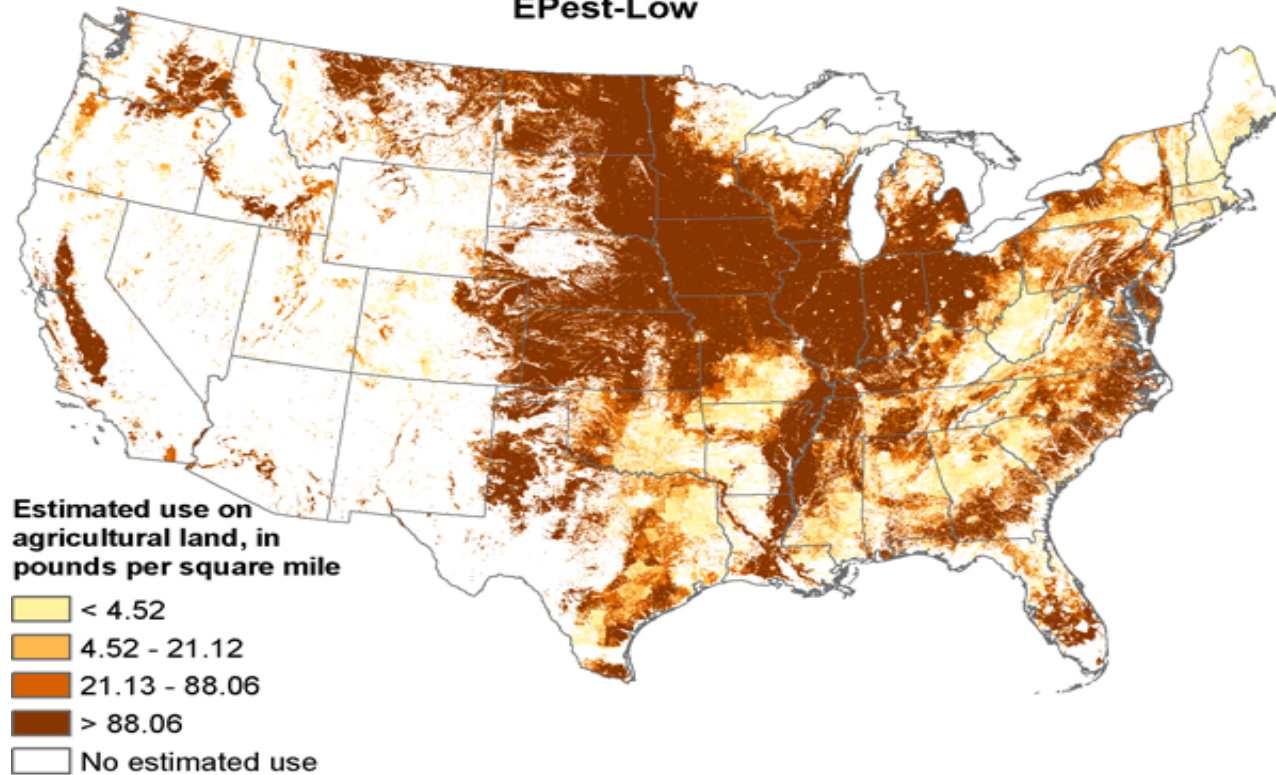 EPest-Low
Estimated use on
agricultural land, in
pounds per square mile
< 4.52
4.52 - 21.12
21.13 - 88.06
> 88.06
No estimated use